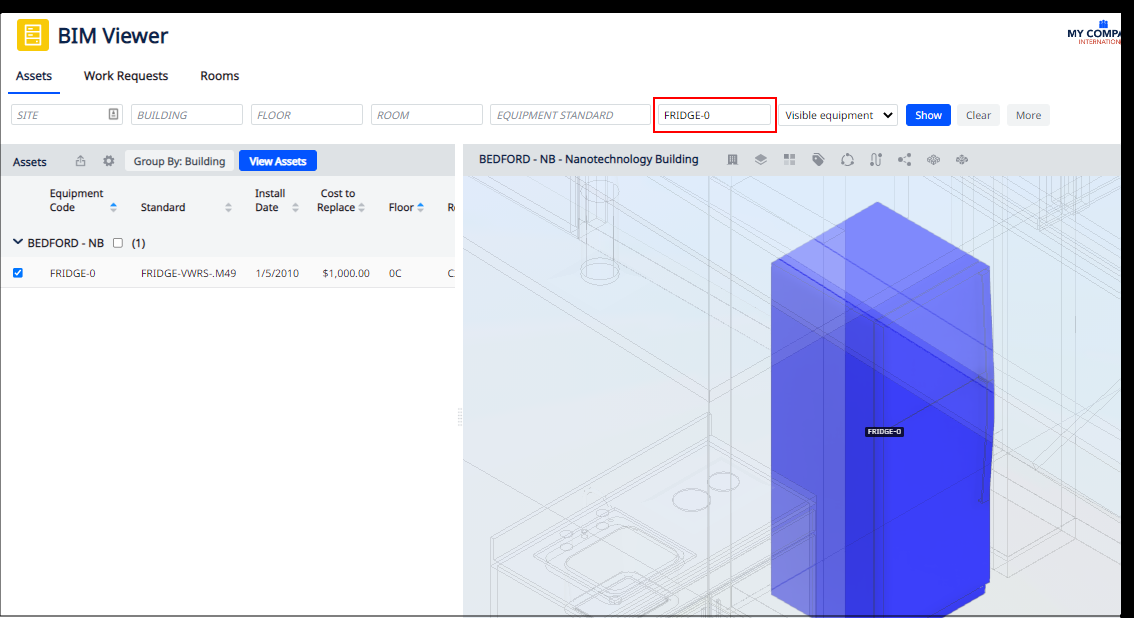 BIM Viewer
MY COMPA
INTERNATION
Assets Work Requests Rooms
SITE BUILDING FLOOR ROOM EQUIPMENT STANDARD FRIDGE-0 Visible equipment Show Clear More
Assets Group By: Building View Assets
BEDFORD - NB - Nanotechnology Building
Equipment Code Standard Install Date Cost to Replace Floor R
BEDFORD - NB (1)
FRIDGE-0 FRIDGE-VWRS-.M49 1/5/2010 $1,000.00 0C C
FRIDGE-0